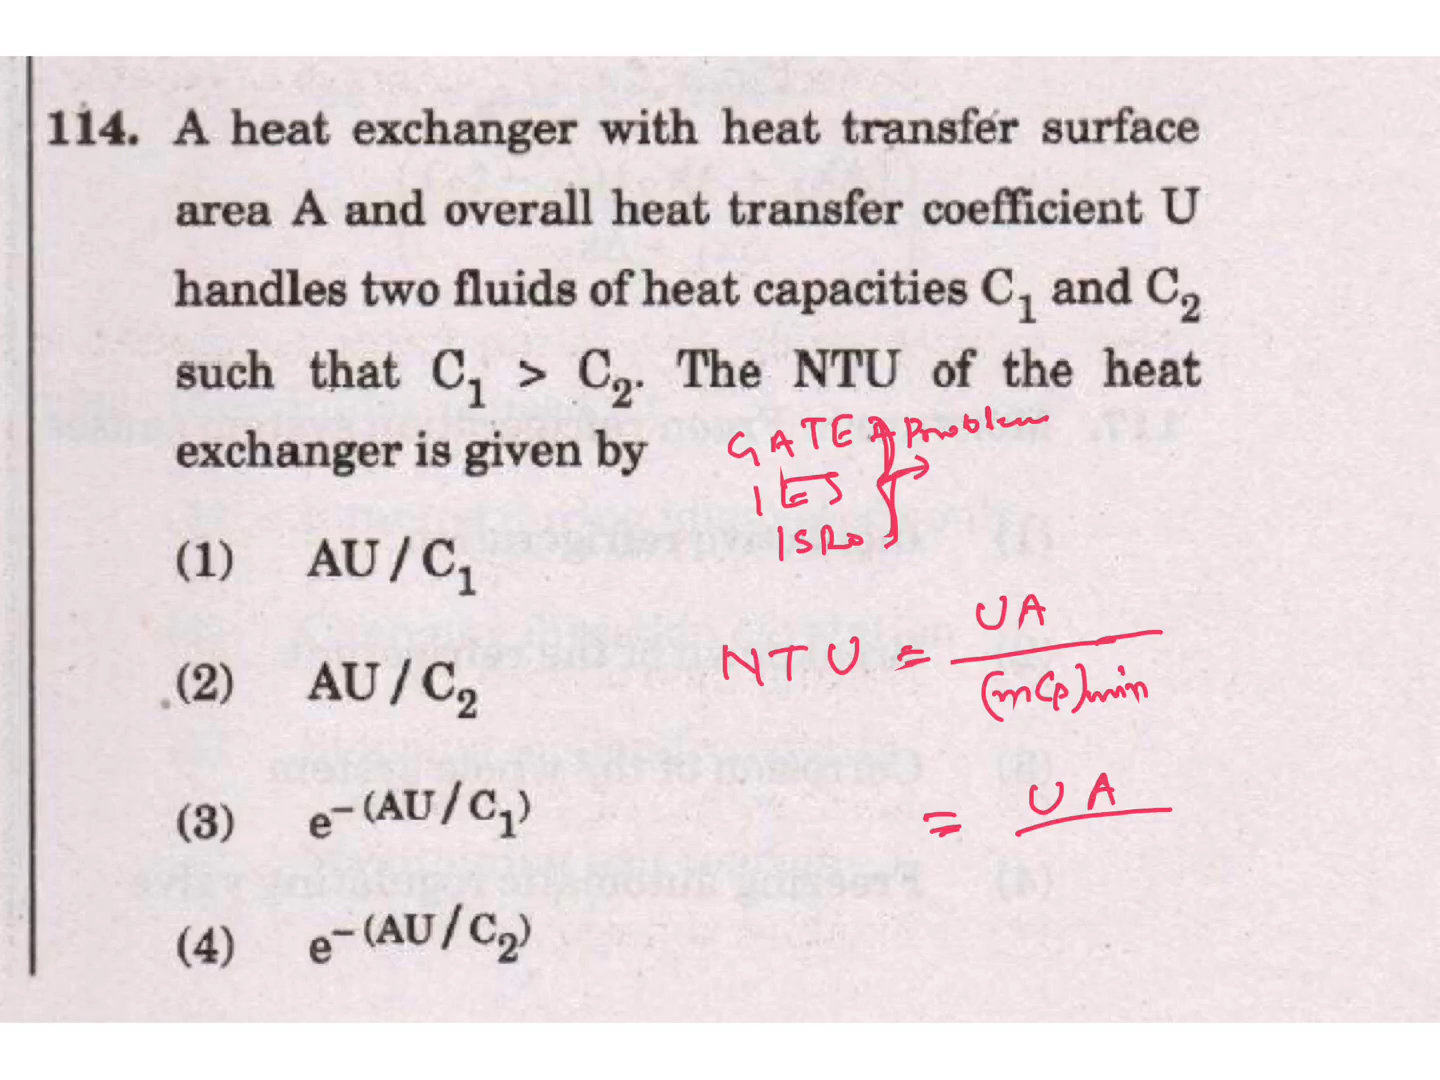 114. A heat exchanger with heat transfer surface
area A and overall heat transfer coefficient U
handles two fluids of heat capacities C₁ and C₂
such that C₁ > C₂. The NTU of the heat
exchanger is given by
GATE Problem
IES
ISRO
(1) AU / C₁
(2) AU / C₂
(3) e^–(AU / C₁)
(4) e^–(AU / C₂)
NTU = UA
(mCp)min
= UA